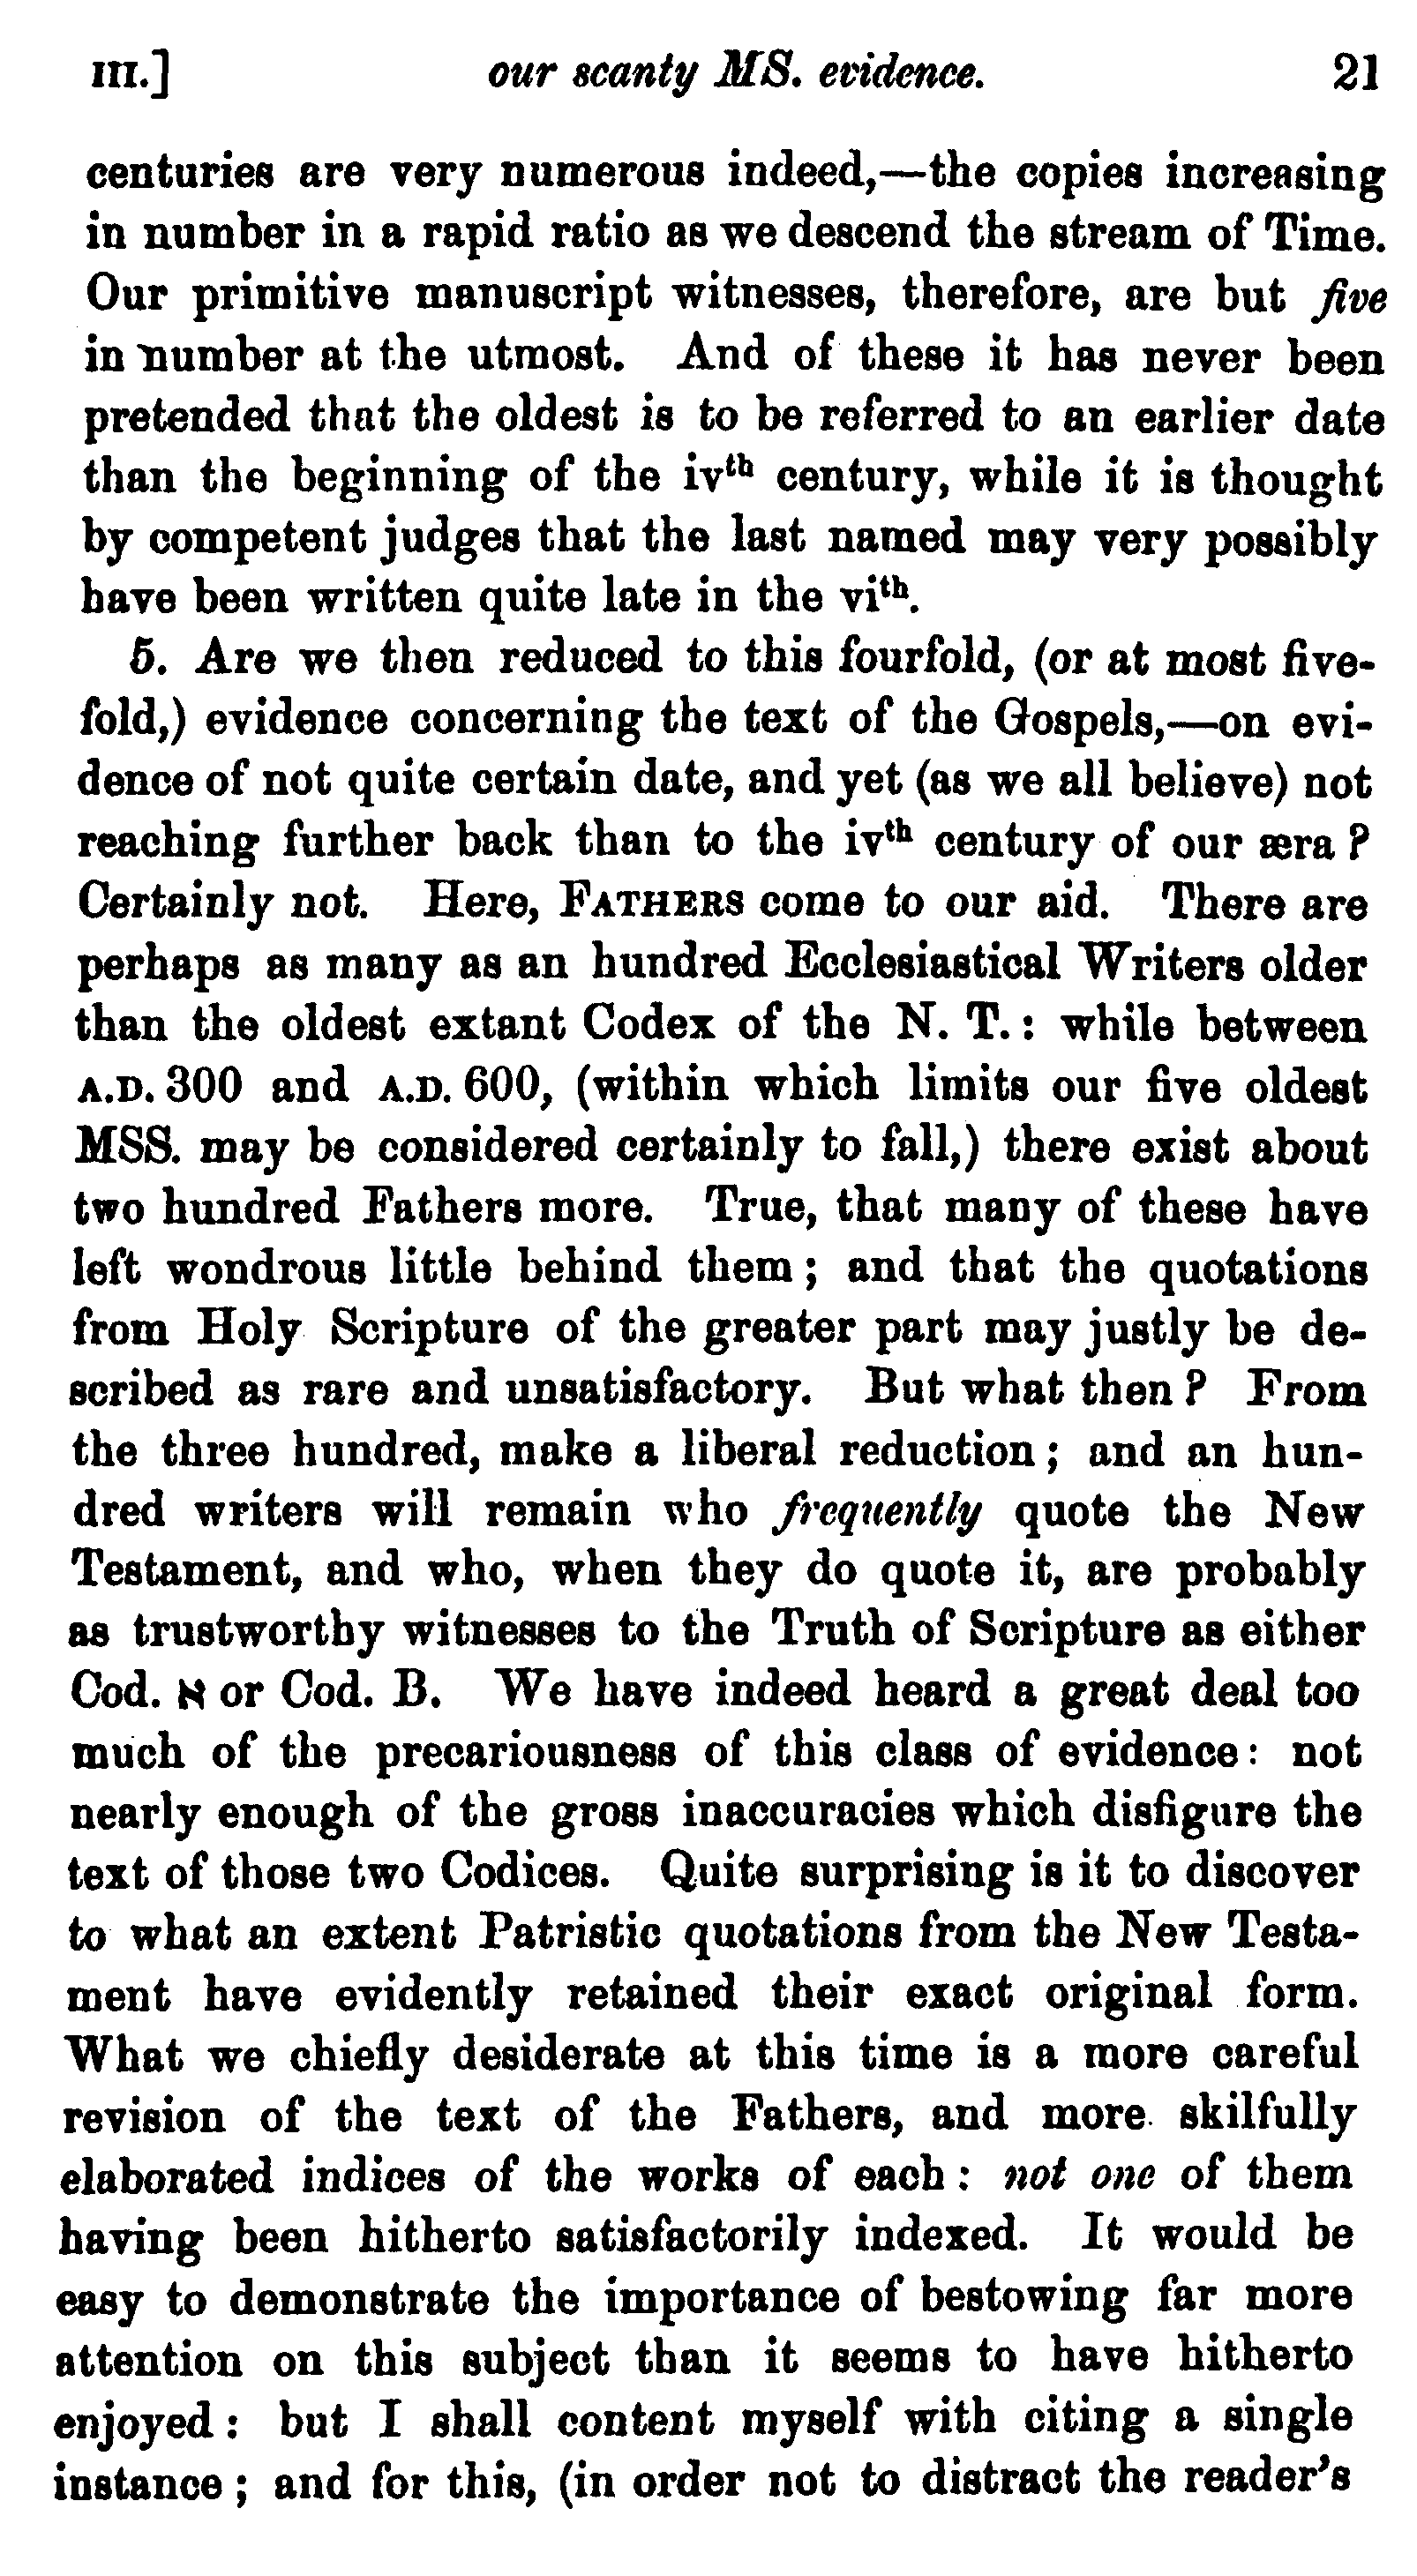 III.] our scanty MS. evidence. 21
centuries are very numerous indeed,—the copies increasing
in number in a rapid ratio as we descend the stream of Time.
Our primitive manuscript witnesses, therefore, are but five
in number at the utmost. And of these it has never been
pretended that the oldest is to be referred to an earlier date
than the beginning of the ivth century, while it is thought
by competent judges that the last named may very possibly
have been written quite late in the vith.
5. Are we then reduced to this fourfold, (or at most five-
fold,) evidence concerning the text of the Gospels,—on evi-
dence of not quite certain date, and yet (as we all believe) not
reaching further back than to the ivth century of our æra ?
Certainly not. Here, FATHERS come to our aid. There are
perhaps as many as an hundred Ecclesiastical Writers older
than the oldest extant Codex of the N. T. : while between
A.D. 300 and A.D. 600, (within which limits our five oldest
MSS. may be considered certainly to fall,) there exist about
two hundred Fathers more. True, that many of these have
left wondrous little behind them ; and that the quotations
from Holy Scripture of the greater part may justly be de-
scribed as rare and unsatisfactory. But what then ? From
the three hundred, make a liberal reduction ; and an hun-
dred writers will remain who frequently quote the New
Testament, and who, when they do quote it, are probably
as trustworthy witnesses to the Truth of Scripture as either
Cod. א or Cod. B. We have indeed heard a great deal too
much of the precariousness of this class of evidence : not
nearly enough of the gross inaccuracies which disfigure the
text of those two Codices. Quite surprising is it to discover
to what an extent Patristic quotations from the New Testa-
ment have evidently retained their exact original form.
What we chiefly desiderate at this time is a more careful
revision of the text of the Fathers, and more skilfully
elaborated indices of the works of each : not one of them
having been hitherto satisfactorily indexed. It would be
easy to demonstrate the importance of bestowing far more
attention on this subject than it seems to have hitherto
enjoyed : but I shall content myself with citing a single
instance ; and for this, (in order not to distract the reader's